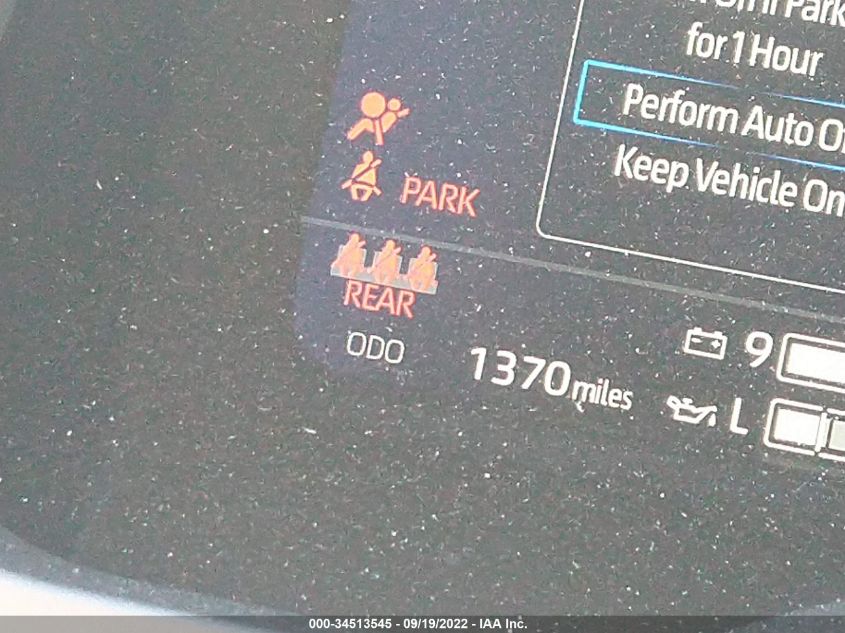 Park
for 1 Hour
Perform Auto
Keep Vehicle On
PARK
REAR
ODO 1370 miles
9
L
000-34513545 - 09/19/2022 - IAA Inc.